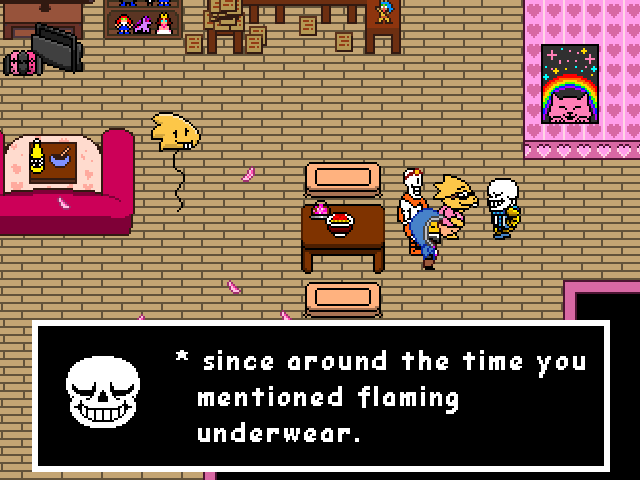 * since around the time you
mentioned flaming
underwear.